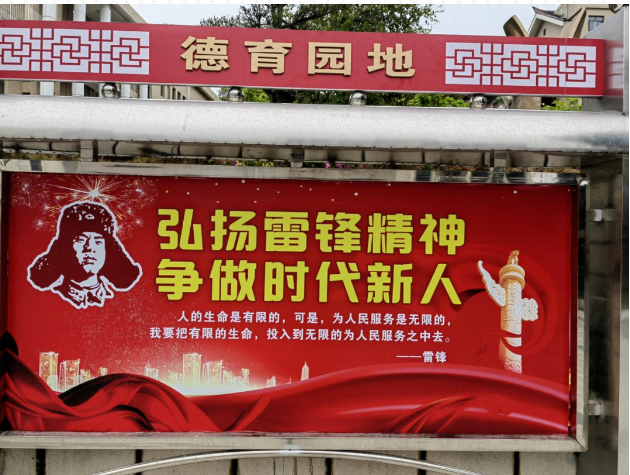 德育园地
弘扬雷锋精神
争做时代新人
人的生命是有限的，可是，为人民服务是无限的，
我要把有限的生命，投入到无限的为人民服务之中去。
——雷锋